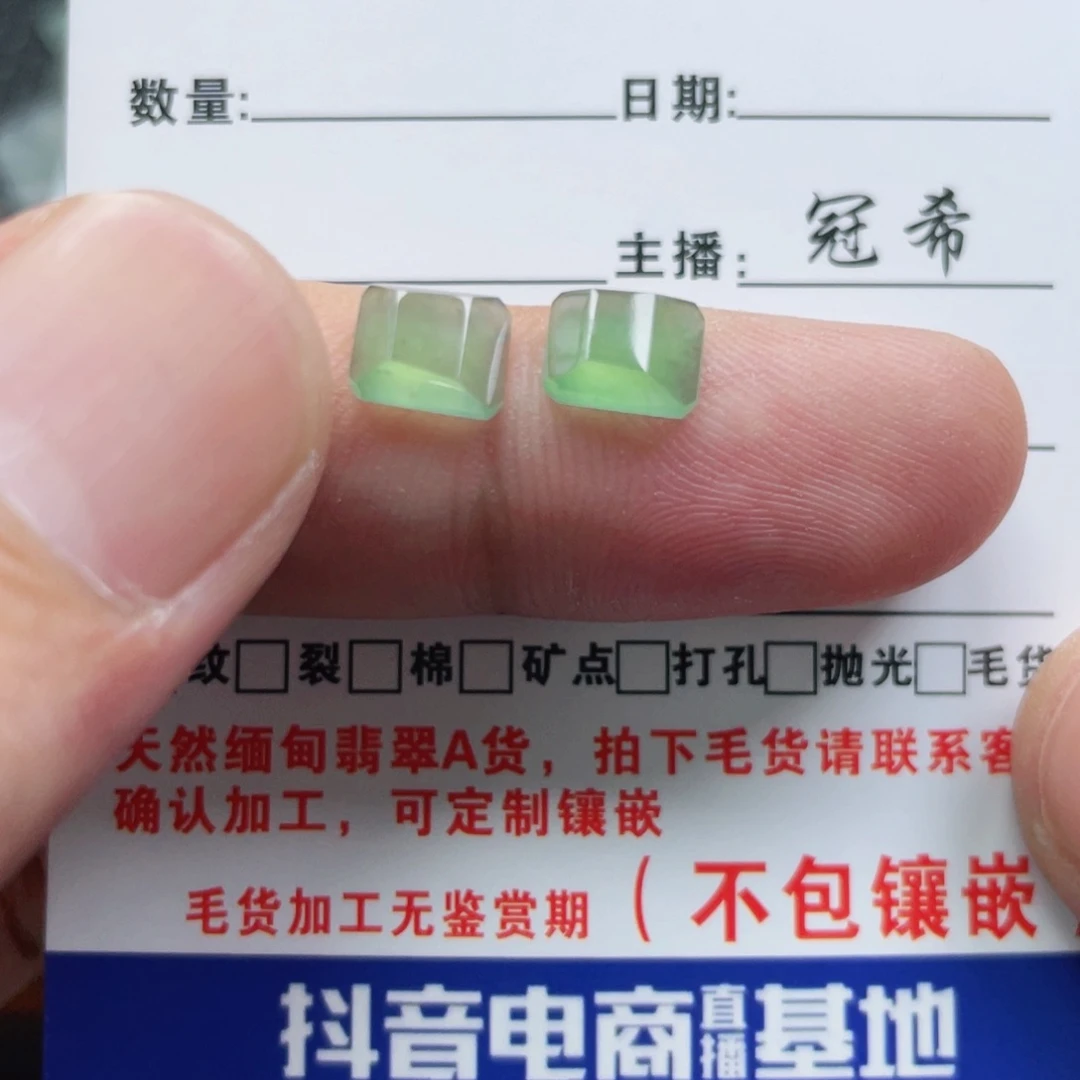 数量: 日期:
主播: 冠希
纹 裂 棉 矿点 打孔 抛光 毛货
天然缅甸翡翠A货，拍下毛货请联系客
确认加工，可定制镶嵌
毛货加工无鉴赏期（不包镶嵌
抖音电商直播基地